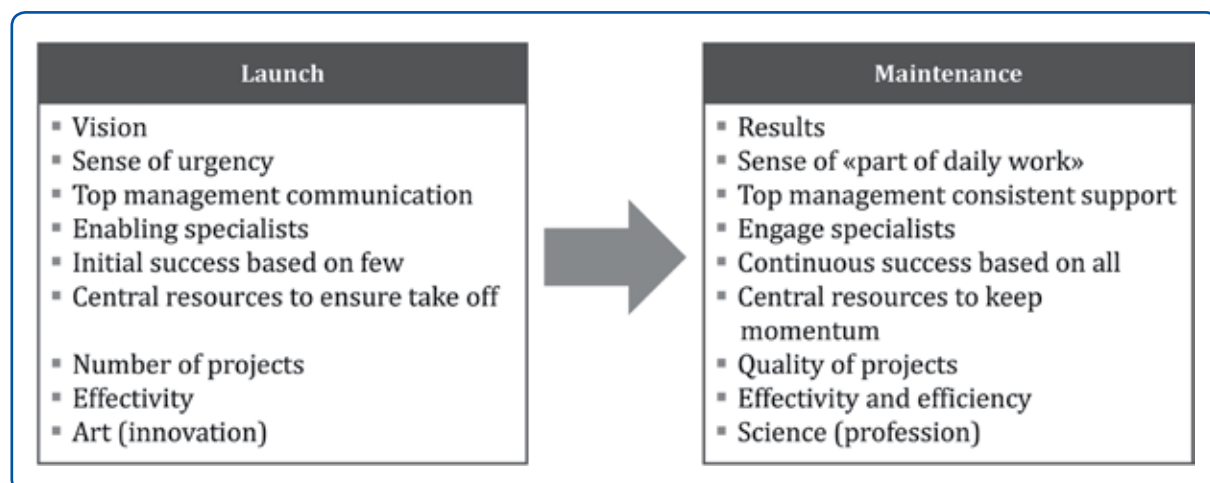 Launch
▪ Vision
▪ Sense of urgency
▪ Top management communication
▪ Enabling specialists
▪ Initial success based on few
▪ Central resources to ensure take off
▪ Number of projects
▪ Effectivity
▪ Art (innovation)
Maintenance
▪ Results
▪ Sense of «part of daily work»
▪ Top management consistent support
▪ Engage specialists
▪ Continuous success based on all
▪ Central resources to keep
momentum
▪ Quality of projects
▪ Effectivity and efficiency
▪ Science (profession)